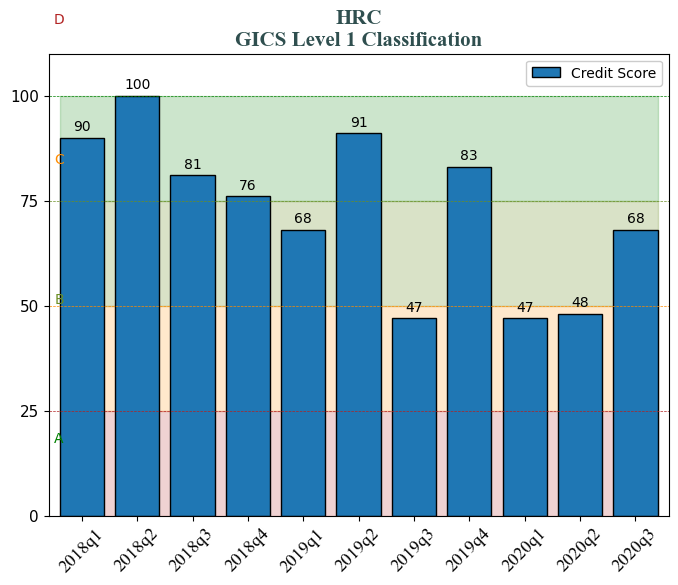 D
HRC
GICS Level 1 Classification
Credit Score
100
75
50
25
0
C
B
A
90
100
81
76
68
91
47
83
47
48
68
2018q1
2018q2
2018q3
2018q4
2019q1
2019q2
2019q3
2019q4
2020q1
2020q2
2020q3